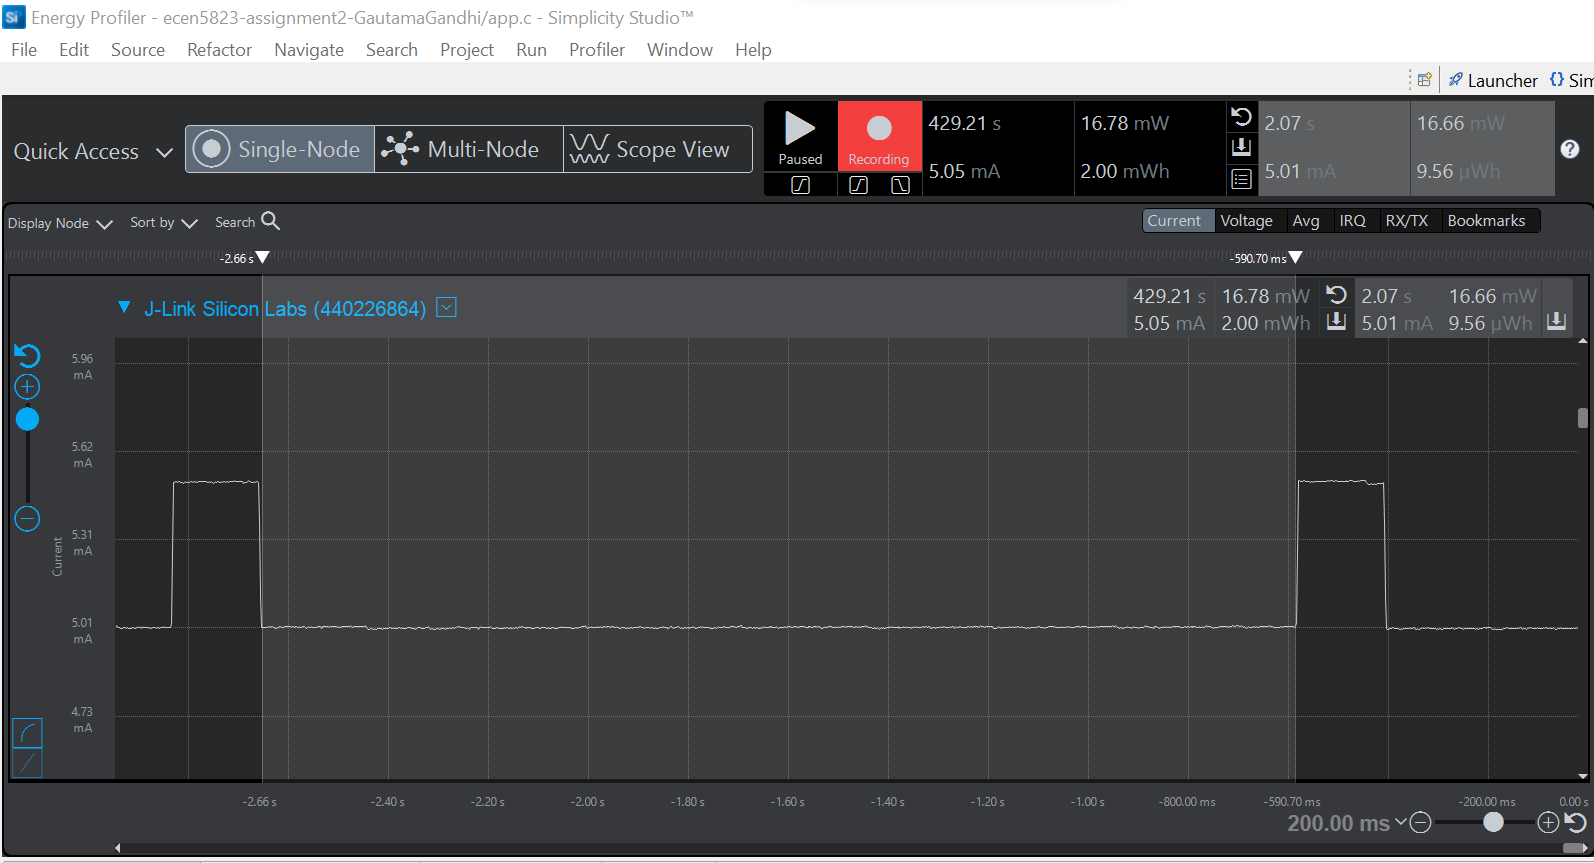 Si Energy Profiler - ecen5823-assignment2-GautamaGandhi/app.c - Simplicity Studio™
File Edit Source Refactor Navigate Search Project Run Profiler Window Help
Launcher {} Sim
Quick Access Single-Node Multi-Node Scope View Paused Recording
429.21 s 16.78 mW 2.07 s 16.66 mW ?
5.05 mA 2.00 mWh 5.01 mA 9.56 µWh
Display Node Sort by Search Current Voltage Avg IRQ RX/TX Bookmarks
-2.66 s -590.70 ms
J-Link Silicon Labs (440226864)
429.21 s 16.78 mW 2.07 s 16.66 mW
5.05 mA 2.00 mWh 5.01 mA 9.56 µWh
5.96
mA
5.62
mA
5.31
mA
Current
5.01
mA
4.73
mA
-2.66 s -2.40 s -2.20 s -2.00 s -1.80 s -1.60 s -1.40 s -1.20 s -1.00 s -800.00 ms -590.70 ms -200.00 ms 0.00 s
200.00 ms